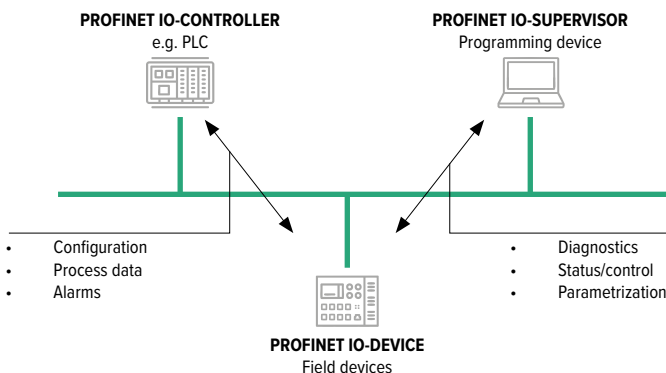 PROFINET IO-CONTROLLER
e.g. PLC
PROFINET IO-SUPERVISOR
Programming device
• Configuration
• Process data
• Alarms
• Diagnostics
• Status/control
• Parametrization
PROFINET IO-DEVICE
Field devices